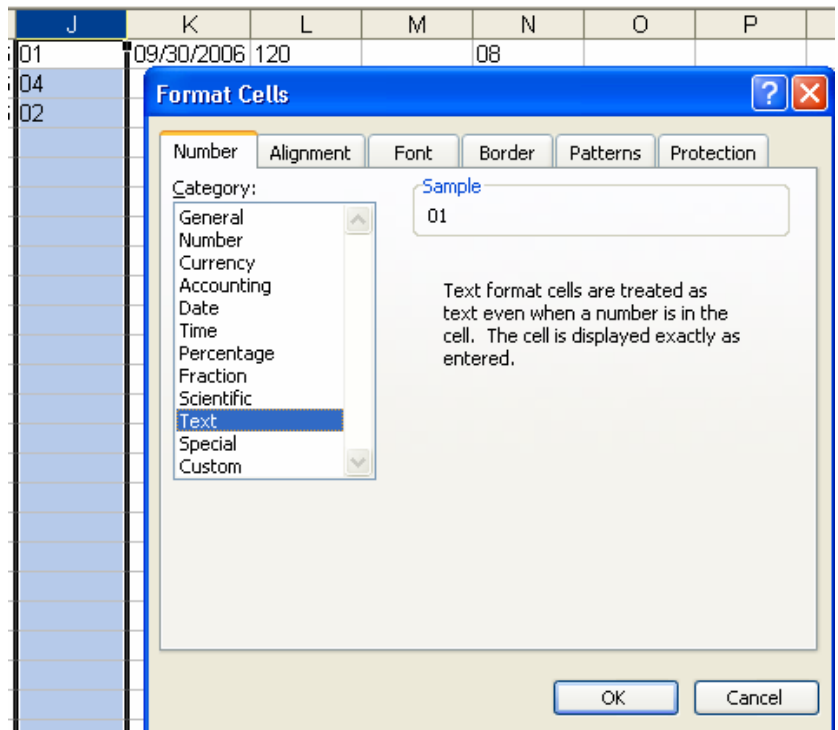 J K L M N O P
01 09/30/2006 120 08
04
02
Format Cells
Number Alignment Font Border Patterns Protection
Category:
General
Number
Currency
Accounting
Date
Time
Percentage
Fraction
Scientific
Text
Special
Custom
Sample
01
Text format cells are treated as
text even when a number is in the
cell. The cell is displayed exactly as
entered.
OK Cancel